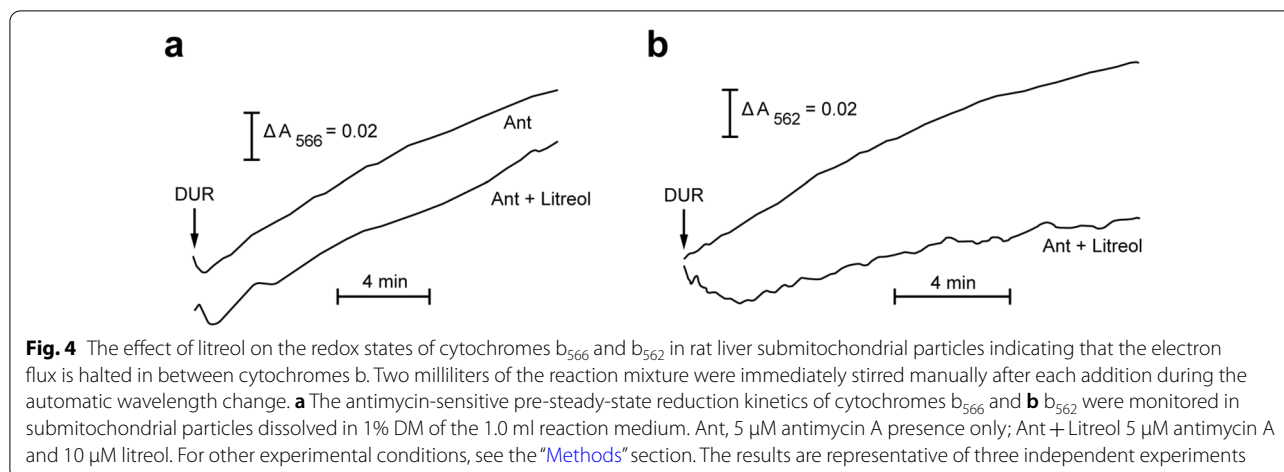 a
b
ΔA566 = 0.02
Ant
DUR
Ant + Litreol
4 min
ΔA562 = 0.02
DUR
Ant + Litreol
4 min
Fig. 4 The effect of litreol on the redox states of cytochromes b566 and b562 in rat liver submitochondrial particles indicating that the electron
flux is halted in between cytochromes b. Two milliliters of the reaction mixture were immediately stirred manually after each addition during the
automatic wavelength change. a The antimycin-sensitive pre-steady-state reduction kinetics of cytochromes b566 and b b562 were monitored in
submitochondrial particles dissolved in 1% DM of the 1.0 ml reaction medium. Ant, 5 µM antimycin A presence only; Ant + Litreol 5 µM antimycin A
and 10 µM litreol. For other experimental conditions, see the “Methods” section. The results are representative of three independent experiments